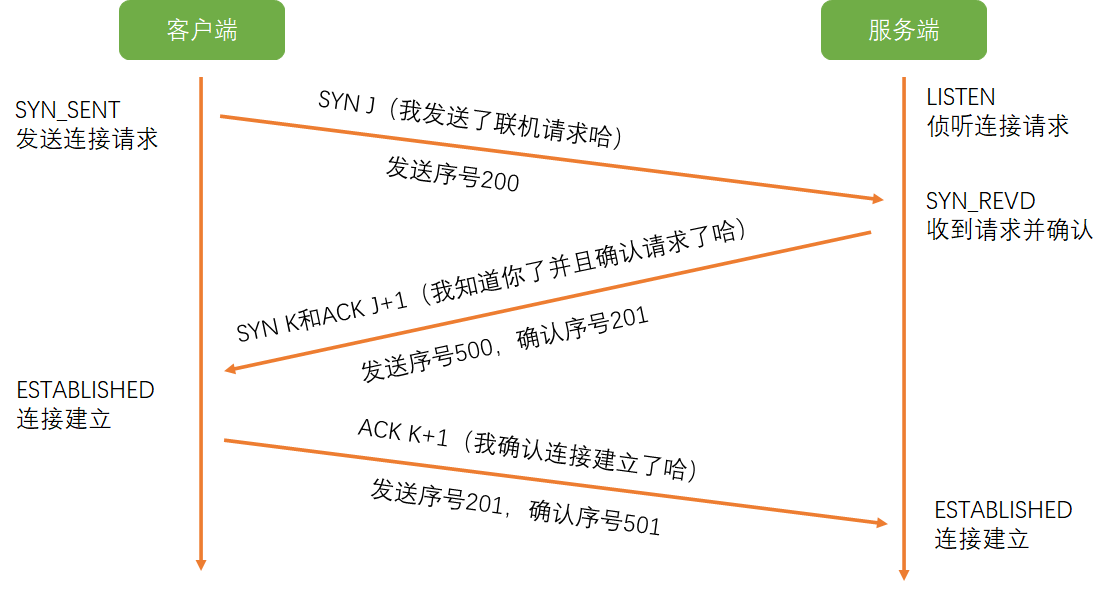 客户端
服务端
SYN_SENT
发送连接请求
SYN J（我发送了联机请求哈）
发送序号200
LISTEN
侦听连接请求
SYN_REVD
收到请求并确认
SYN K和ACK J+1（我知道你了并且确认请求了哈）
发送序号500，确认序号201
ESTABLISHED
连接建立
ACK K+1（我确认连接建立了哈）
发送序号201，确认序号501
ESTABLISHED
连接建立